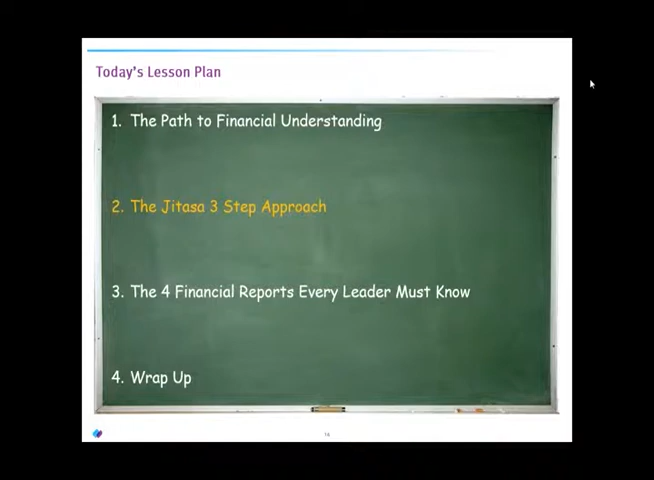 Today's Lesson Plan
1. The Path to Financial Understanding
2. The Jitasa 3 Step Approach
3. The 4 Financial Reports Every Leader Must Know
4. Wrap Up